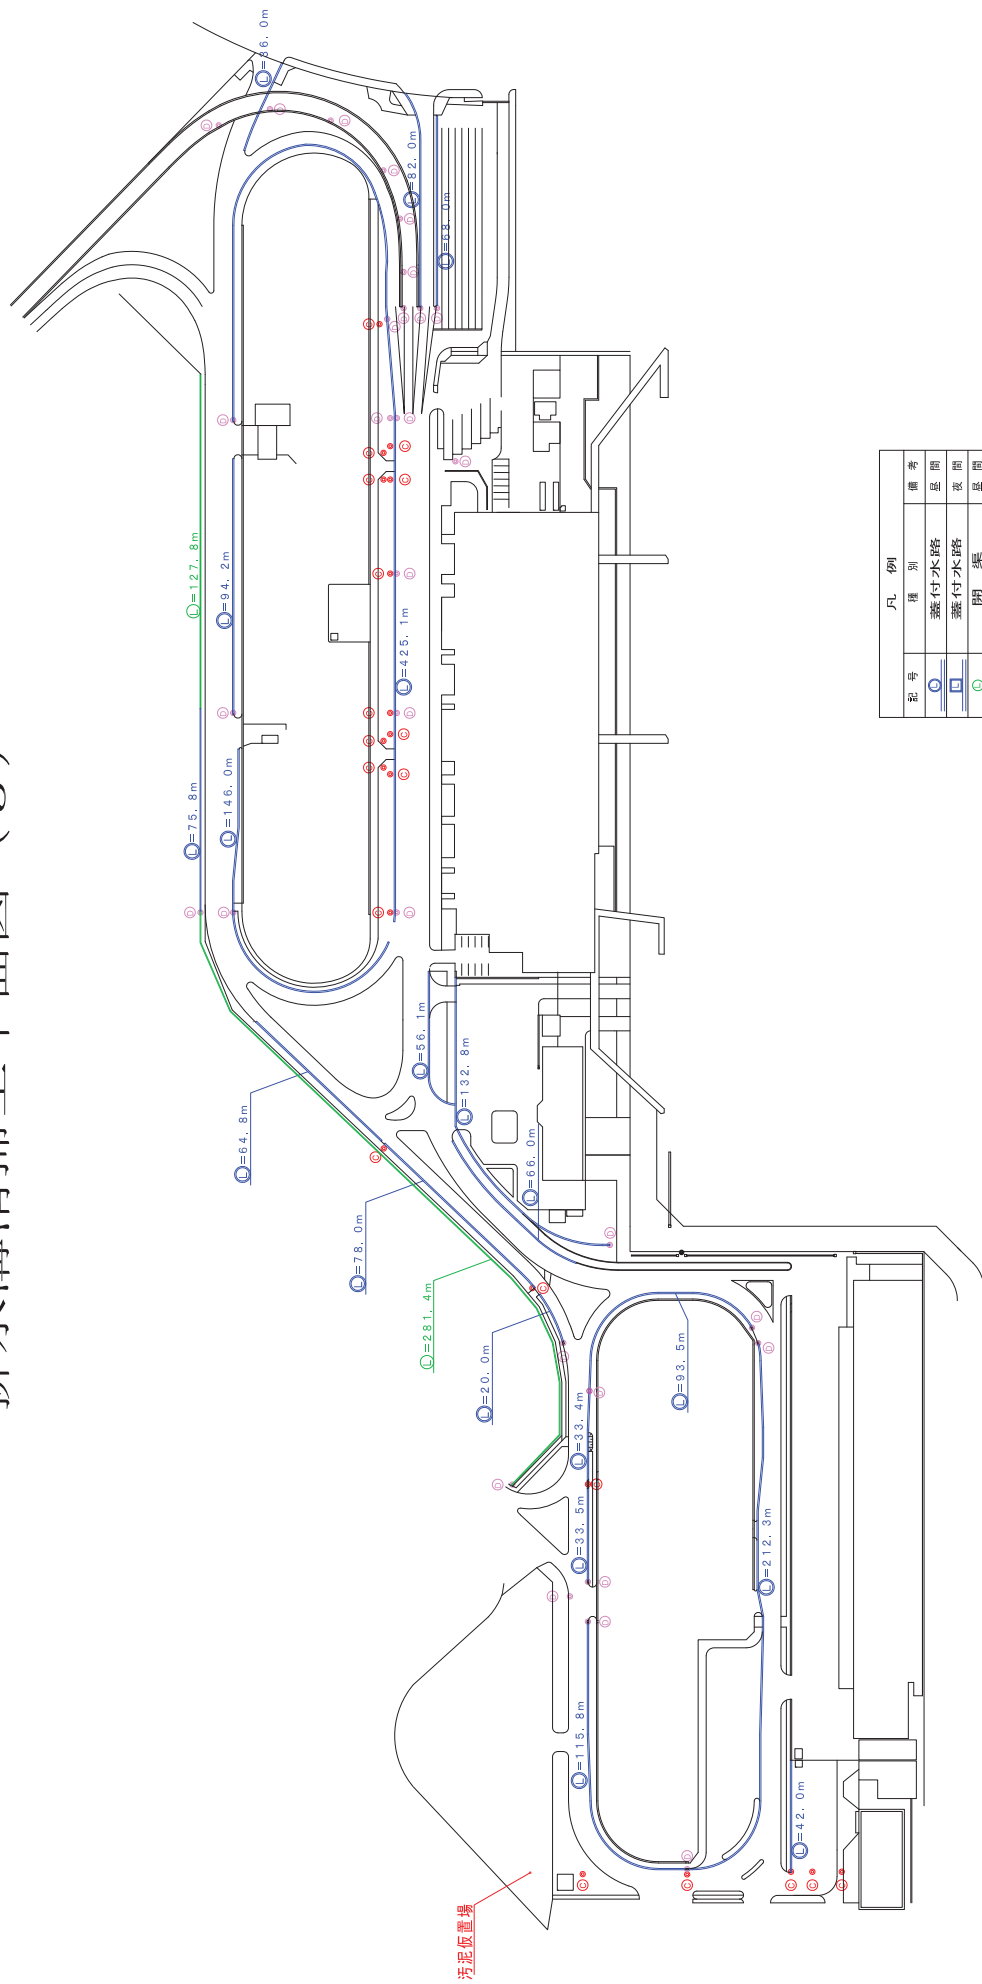 Ⓛ=86.0m
Ⓛ=82.0m
Ⓛ=68.0m
Ⓛ=127.8m
Ⓛ=94.2m
Ⓛ=425.1m
Ⓛ=75.8m
Ⓛ=146.0m
Ⓛ=56.1m
Ⓛ=132.8m
Ⓛ=64.8m
Ⓛ=66.0m
Ⓛ=78.0m
Ⓛ=281.4m
Ⓛ=20.0m
Ⓛ=93.5m
Ⓛ=33.4m
Ⓛ=33.5m
Ⓛ=212.3m
Ⓛ=115.8m
Ⓛ=42.0m
汚泥仮置場
凡例
記号 種別 備考
Ⓛ 蓋付水路 昼間
L 蓋付水路 夜間
Ⓛ 開渠 昼間